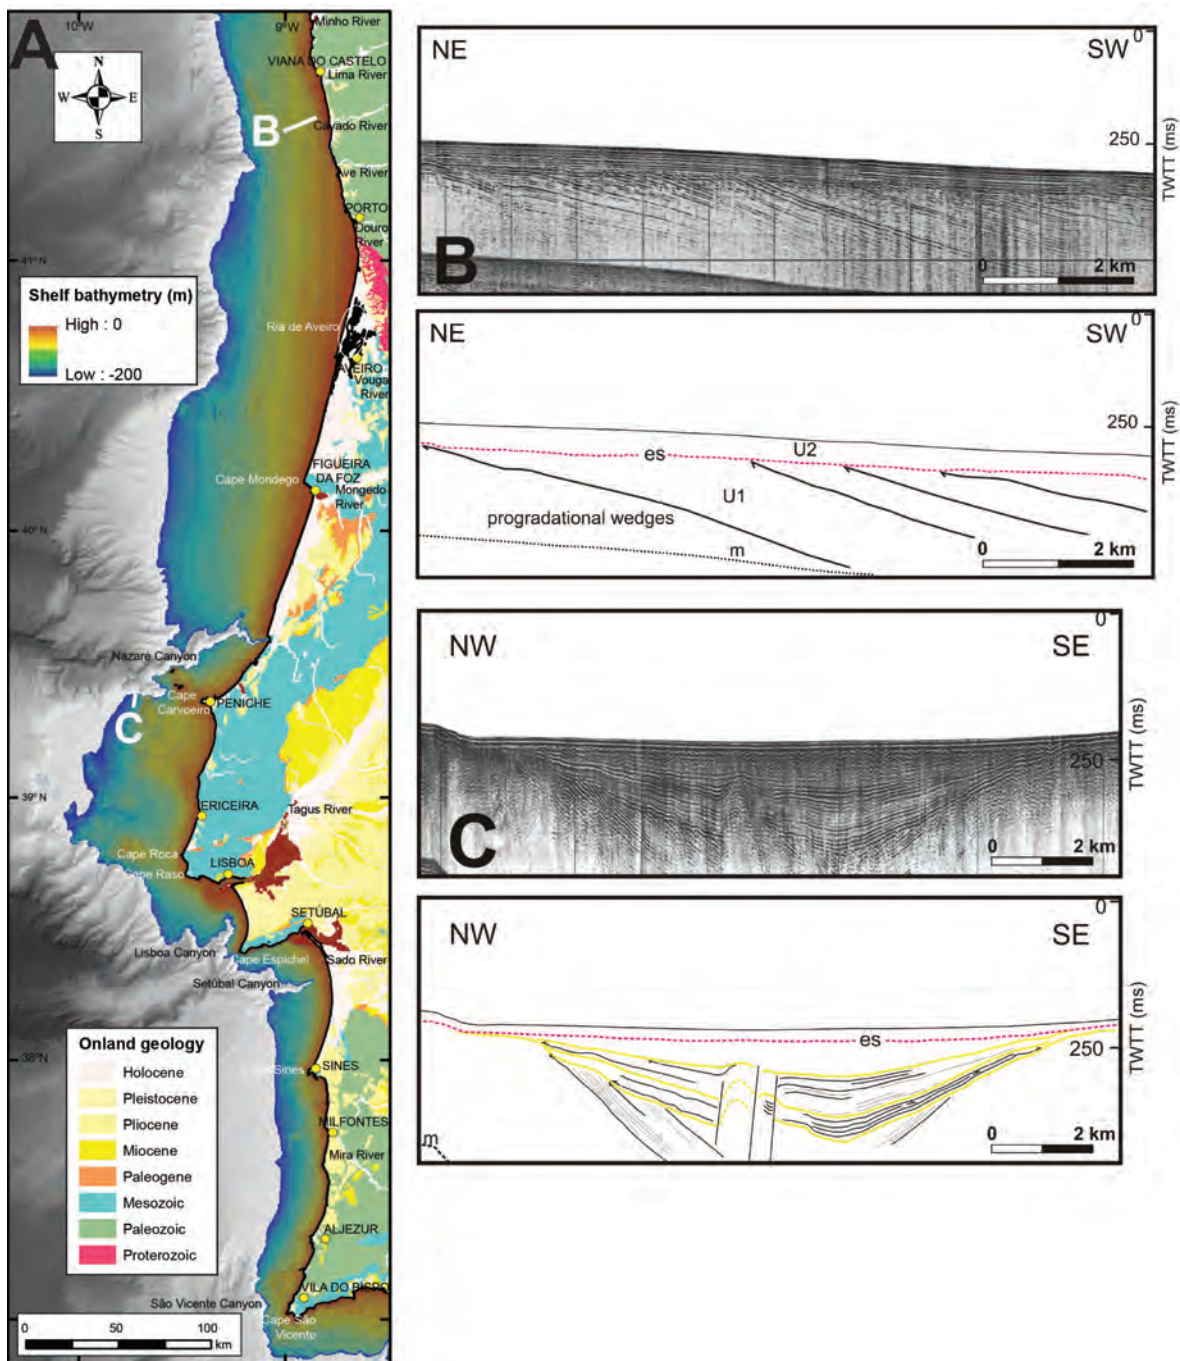 A
10°W
9°W
Minho River
N
W
E
S
VIANA DO CASTELO
Lima River
B
Cávado River
Ave River
PORTO
Douro
River
41°N
Shelf bathymetry (m)
High : 0
Low : -200
Ria de Aveiro
AVEIRO
Vouga
River
FIGUEIRA
DA FOZ
Cape Mondego
Mongedo
River
40°N
Nazaré Canyon
Cape
Carvoeiro
PENICHE
C
39°N
ERICEIRA
Tagus River
Cape Roca
LISBOA
Cape Raso
SETÚBAL
Lisboa Canyon
Cape Espichel
Sado River
Setúbal Canyon
38°N
Sines
SINES
Onland geology
Holocene
Pleistocene
Pliocene
Miocene
Paleogene
Mesozoic
Paleozoic
Proterozoic
MILFONTES
Mira River
ALJEZUR
VILA DO BISPO
São Vicente Canyon
Cape São
Vicente
0 50 100
km
NE
SW
0
250
TWTT (ms)
B
0 2 km
NE
SW
0
250
TWTT (ms)
es
U2
U1
progradational wedges
m
0 2 km
NW
SE
0
250
TWTT (ms)
C
0 2 km
NW
SE
0
250
TWTT (ms)
es
m
0 2 km